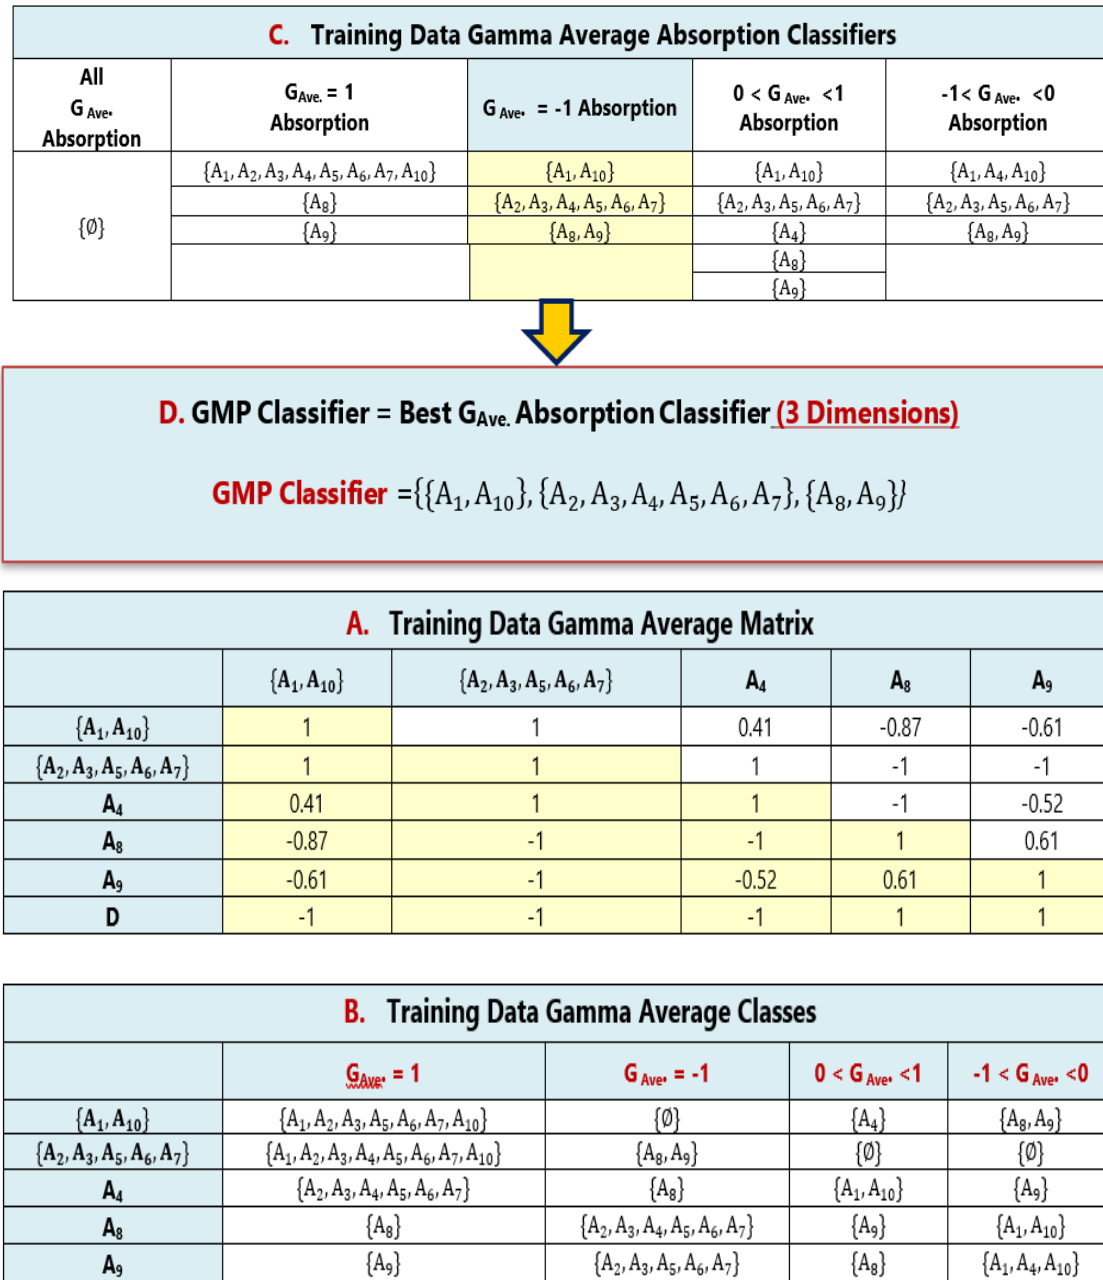 C. Training Data Gamma Average Absorption Classifiers
All G Ave. Absorption | G Ave. = 1 Absorption | G Ave. = -1 Absorption | 0 < G Ave. <1 Absorption | -1< G Ave. <0 Absorption
{∅} | {A₁, A₂, A₃, A₄, A₅, A₆, A₇, A₁₀} | {A₁, A₁₀} | {A₁, A₁₀} | {A₁, A₄, A₁₀}
{A₈} | {A₂, A₃, A₄, A₅, A₆, A₇} | {A₂, A₃, A₅, A₆, A₇} | {A₂, A₃, A₅, A₆, A₇}
{A₉} | {A₈, A₉} | {A₄} | {A₈, A₉}
{A₈}
{A₉}
D. GMP Classifier = Best G Ave. Absorption Classifier (3 Dimensions)
GMP Classifier ={{A₁, A₁₀}, {A₂, A₃, A₄, A₅, A₆, A₇}, {A₈, A₉}}
A. Training Data Gamma Average Matrix
{A₁, A₁₀} | {A₂, A₃, A₅, A₆, A₇} | A₄ | A₈ | A₉
{A₁, A₁₀} | 1 | 1 | 0.41 | -0.87 | -0.61
{A₂, A₃, A₅, A₆, A₇} | 1 | 1 | 1 | -1 | -1
A₄ | 0.41 | 1 | 1 | -1 | -0.52
A₈ | -0.87 | -1 | -1 | 1 | 0.61
A₉ | -0.61 | -1 | -0.52 | 0.61 | 1
D | -1 | -1 | -1 | 1 | 1
B. Training Data Gamma Average Classes
G Ave. = 1 | G Ave. = -1 | 0 < G Ave. <1 | -1 < G Ave. <0
{A₁, A₁₀} | {A₁, A₂, A₃, A₅, A₆, A₇, A₁₀} | {∅} | {A₄} | {A₈, A₉}
{A₂, A₃, A₅, A₆, A₇} | {A₁, A₂, A₃, A₄, A₅, A₆, A₇, A₁₀} | {A₈, A₉} | {∅} | {∅}
A₄ | {A₂, A₃, A₄, A₅, A₆, A₇} | {A₈} | {A₁, A₁₀} | {A₉}
A₈ | {A₈} | {A₂, A₃, A₄, A₅, A₆, A₇} | {A₉} | {A₁, A₁₀}
A₉ | {A₉} | {A₂, A₃, A₅, A₆, A₇} | {A₈} | {A₁, A₄, A₁₀}